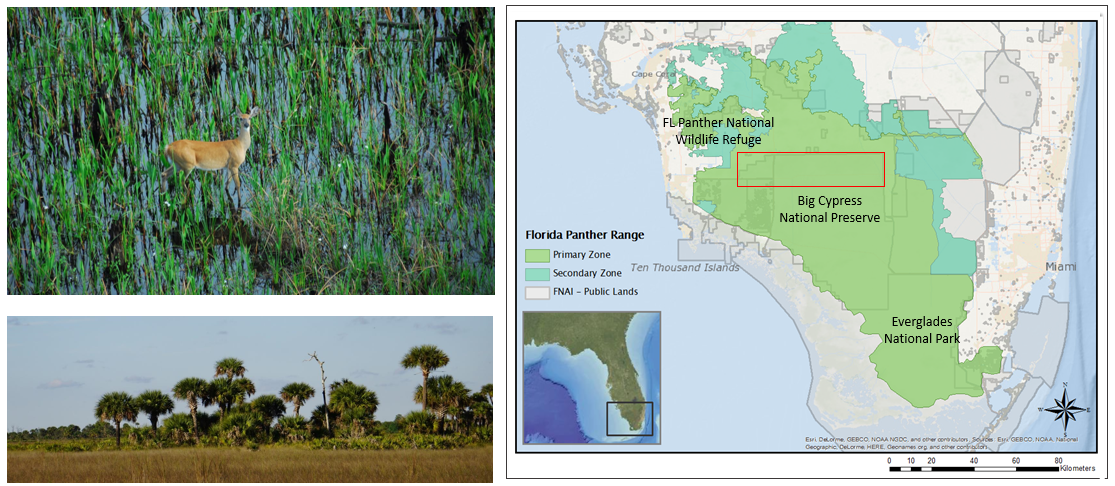 Cape Coral
FL Panther National
Wildlife Refuge
Big Cypress
National Preserve
Florida Panther Range
Primary Zone
Secondary Zone
FNAI - Public Lands
Ten Thousand Islands
Miami
Everglades
National Park
N
W
E
S
Esri, DeLorme, GEBCO, NOAA NGDC, and other contributors, Sources: Esri, GEBCO, NOAA, National
Geographic, DeLorme, HERE, Geonames.org, and other contributors
0 10 20 40 60 80
Kilometers